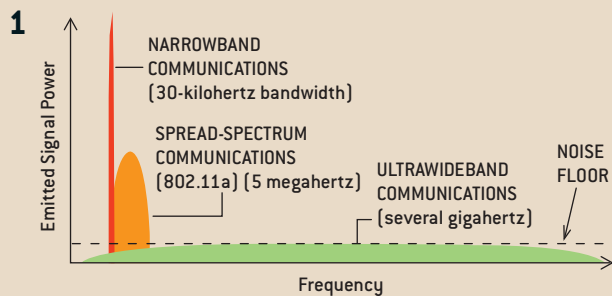 1
NARROWBAND
COMMUNICATIONS
(30-kilohertz bandwidth)
SPREAD-SPECTRUM
COMMUNICATIONS
(802.11a) (5 megahertz)
ULTRAWIDEBAND
COMMUNICATIONS
(several gigahertz)
NOISE
FLOOR
Emitted Signal Power
Frequency